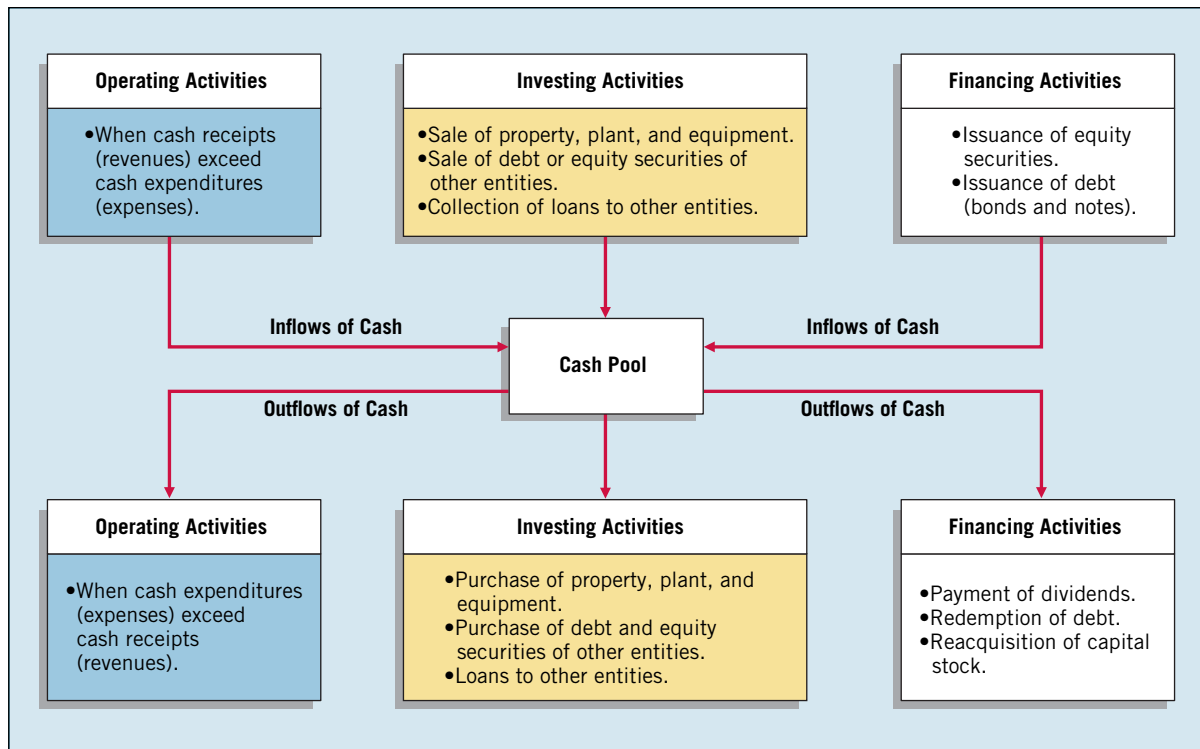 Operating Activities
•When cash receipts
(revenues) exceed
cash expenditures
(expenses).
Investing Activities
•Sale of property, plant, and equipment.
•Sale of debt or equity securities of
other entities.
•Collection of loans to other entities.
Financing Activities
•Issuance of equity
securities.
•Issuance of debt
(bonds and notes).
Inflows of Cash
Inflows of Cash
Cash Pool
Outflows of Cash
Outflows of Cash
Operating Activities
•When cash expenditures
(expenses) exceed
cash receipts
(revenues).
Investing Activities
•Purchase of property, plant, and
equipment.
•Purchase of debt and equity
securities of other entities.
•Loans to other entities.
Financing Activities
•Payment of dividends.
•Redemption of debt.
•Reacquisition of capital
stock.